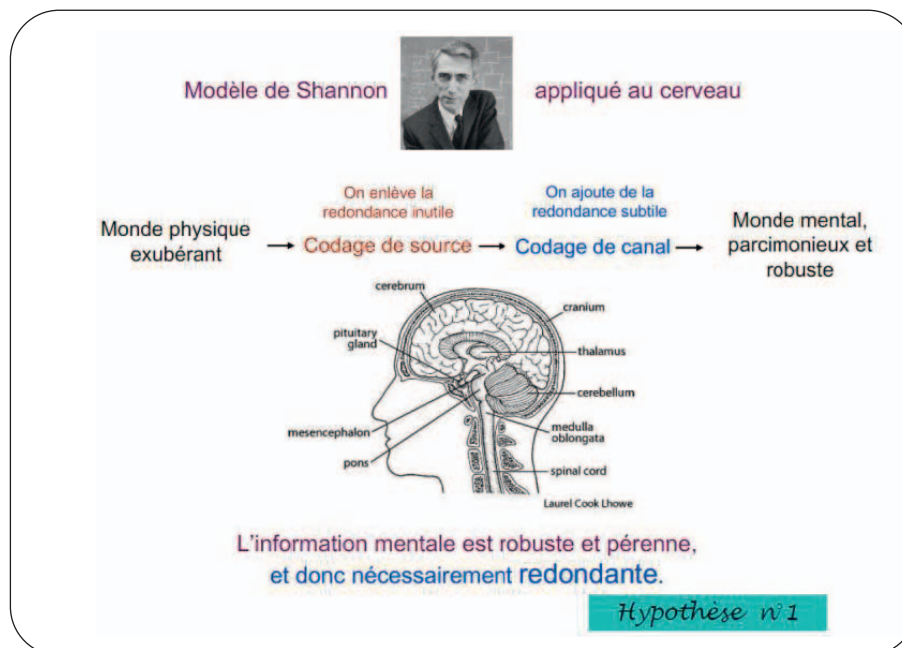 Modèle de Shannon
appliqué au cerveau
On enlève la
redondance inutile
On ajoute de la
redondance subtile
Monde physique
exubérant
Codage de source
Codage de canal
Monde mental,
parcimonieux et
robuste
cerebrum
cranium
pituitary
gland
thalamus
cerebellum
mesencephalon
medulla
oblongata
pons
spinal cord
Laurel Cook Lhowe
L'information mentale est robuste et pérenne,
et donc nécessairement redondante.
Hypothèse n°1